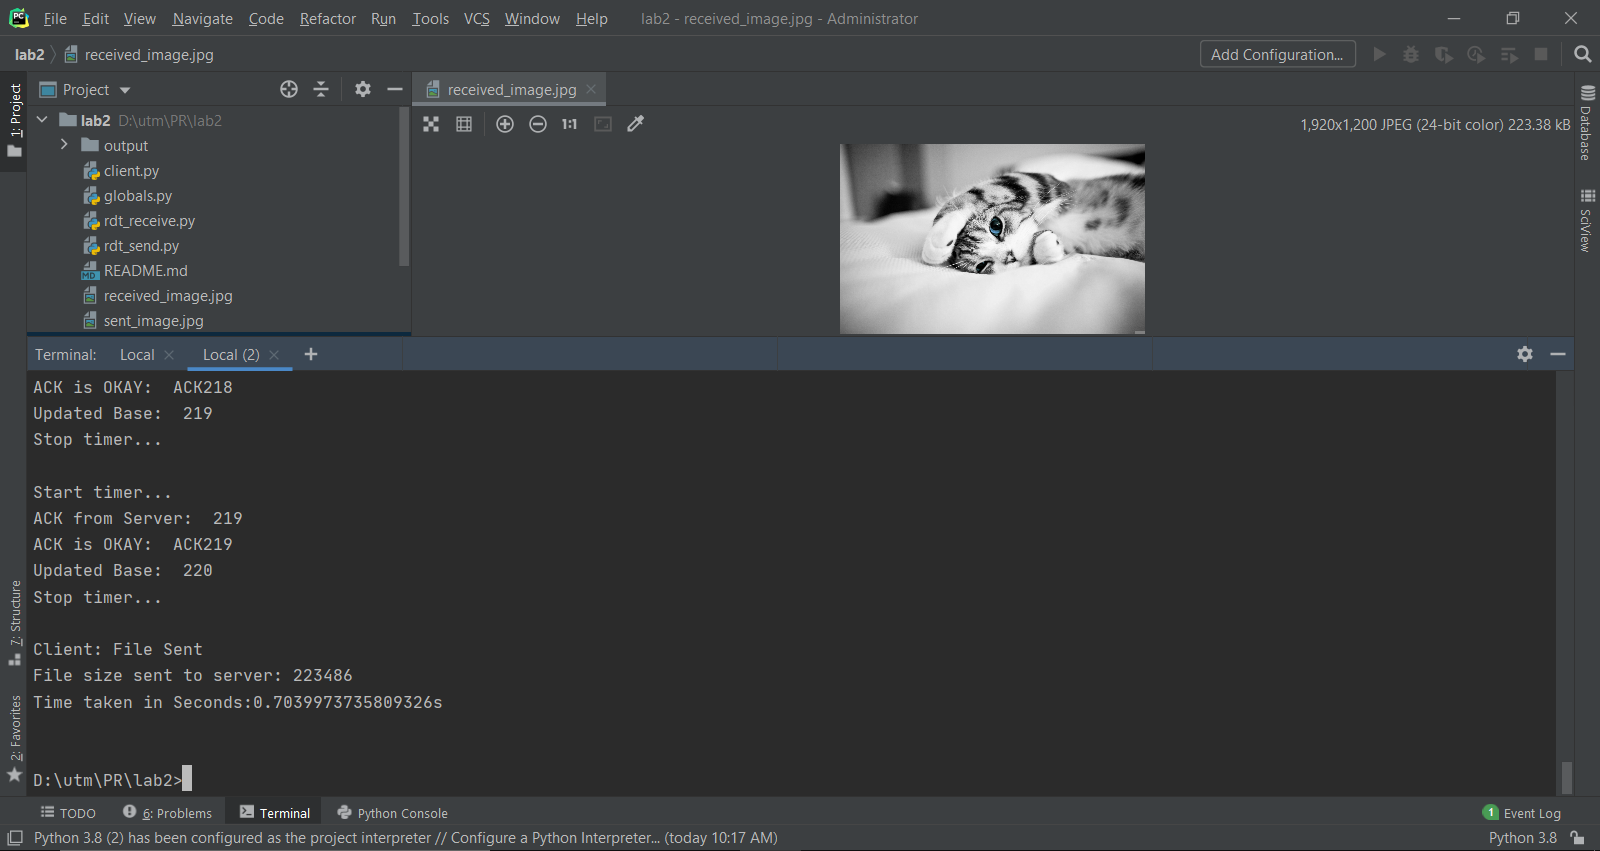 PC File Edit View Navigate Code Refactor Run Tools VCS Window Help lab2 - received_image.jpg - Administrator
lab2 received_image.jpg Add Configuration...
1: Project
Project
received_image.jpg
lab2 D:\utm\PR\lab2
1:1
1,920x1,200 JPEG (24-bit color) 223.38 kB
Database
output
client.py
globals.py
rdt_receive.py
rdt_send.py
MD README.md
received_image.jpg
sent_image.jpg
SciView
Terminal: Local Local (2)
ACK is OKAY:  ACK218
Updated Base:  219
Stop timer...
Start timer...
ACK from Server:  219
ACK is OKAY:  ACK219
Updated Base:  220
Stop timer...
Client: File Sent
File size sent to server: 223486
Time taken in Seconds:0.7039973735809326s
D:\utm\PR\lab2>
7: Structure
2: Favorites
TODO 6: Problems Terminal Python Console 1 Event Log
Python 3.8 (2) has been configured as the project interpreter // Configure a Python Interpreter... (today 10:17 AM) Python 3.8